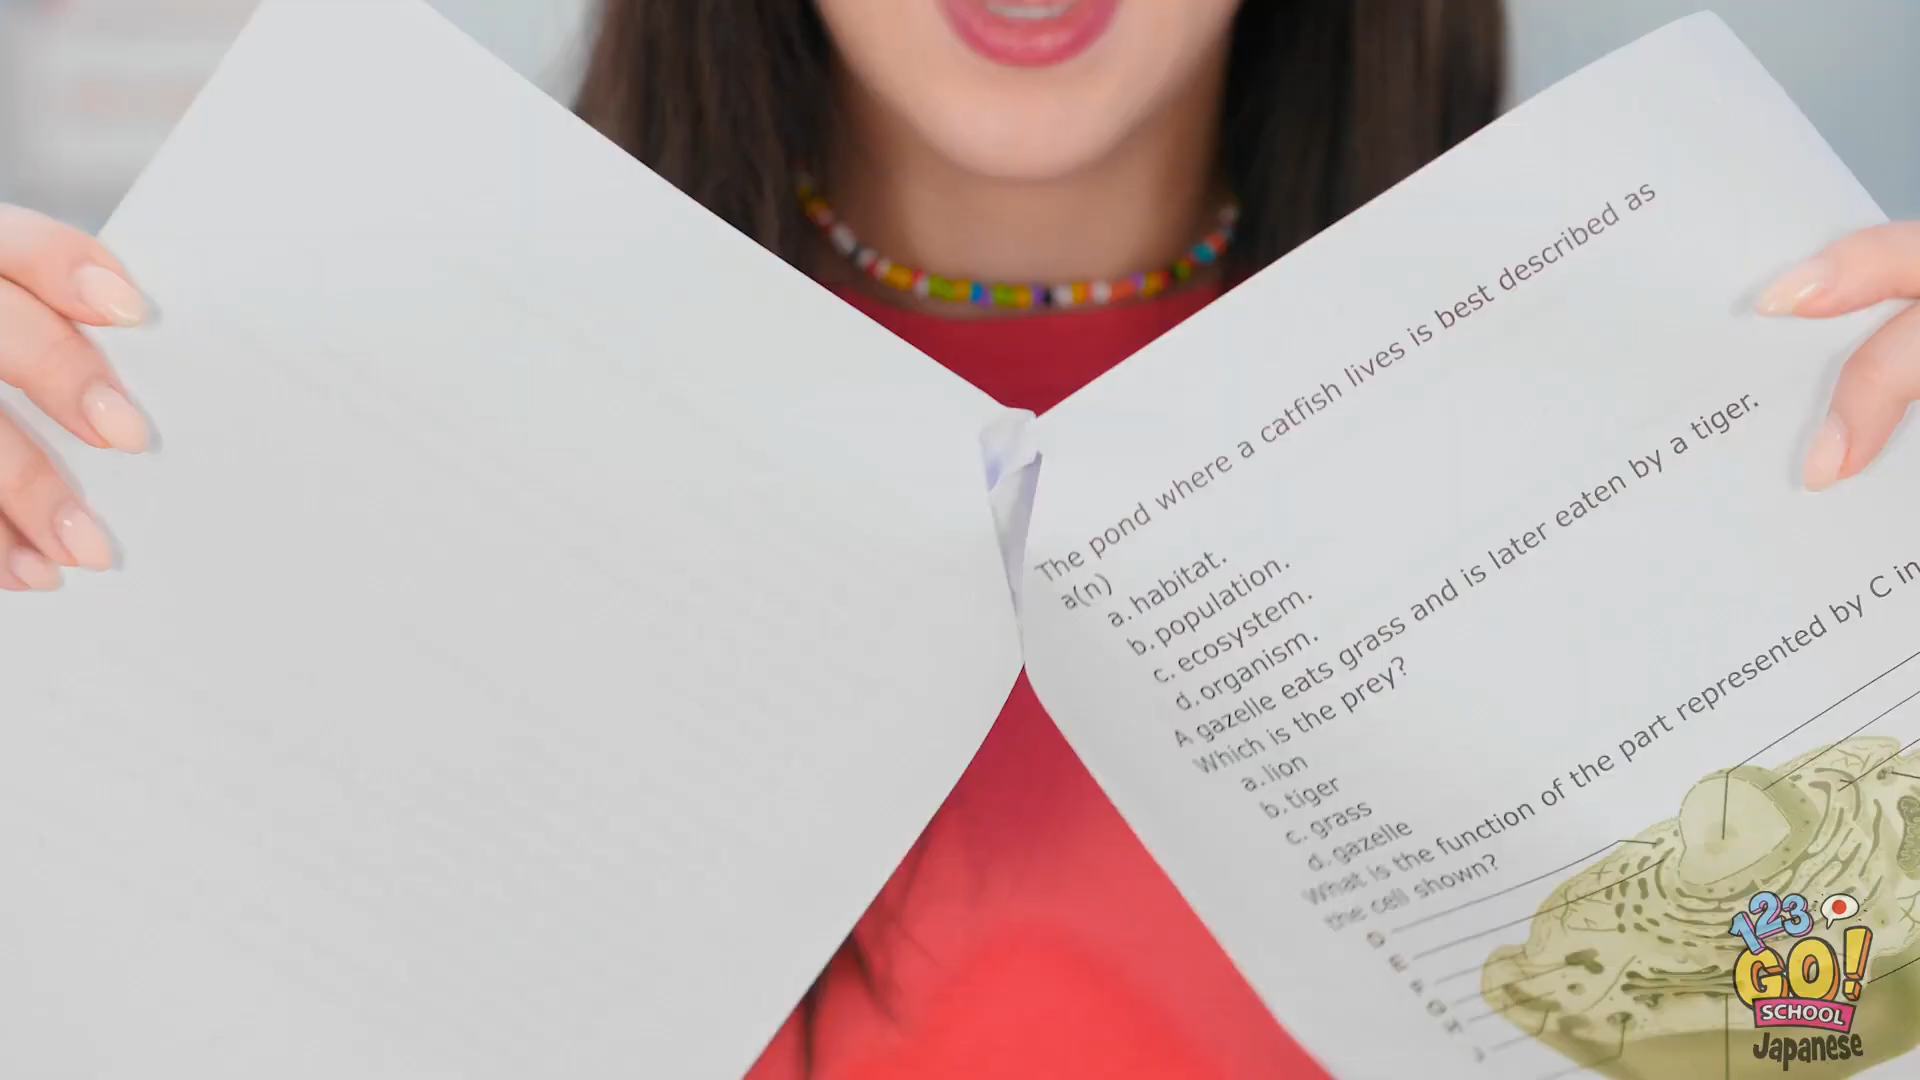 The pond where a catfish lives is best described as
a(n)
a. habitat.
b. population.
c. ecosystem.
d. organism.
A gazelle eats grass and is later eaten by a tiger.
Which is the prey?
a. lion
b. tiger
c. grass
d. gazelle
What is the function of the part represented by C in
the cell shown?
123
GO!
SCHOOL
Japanese